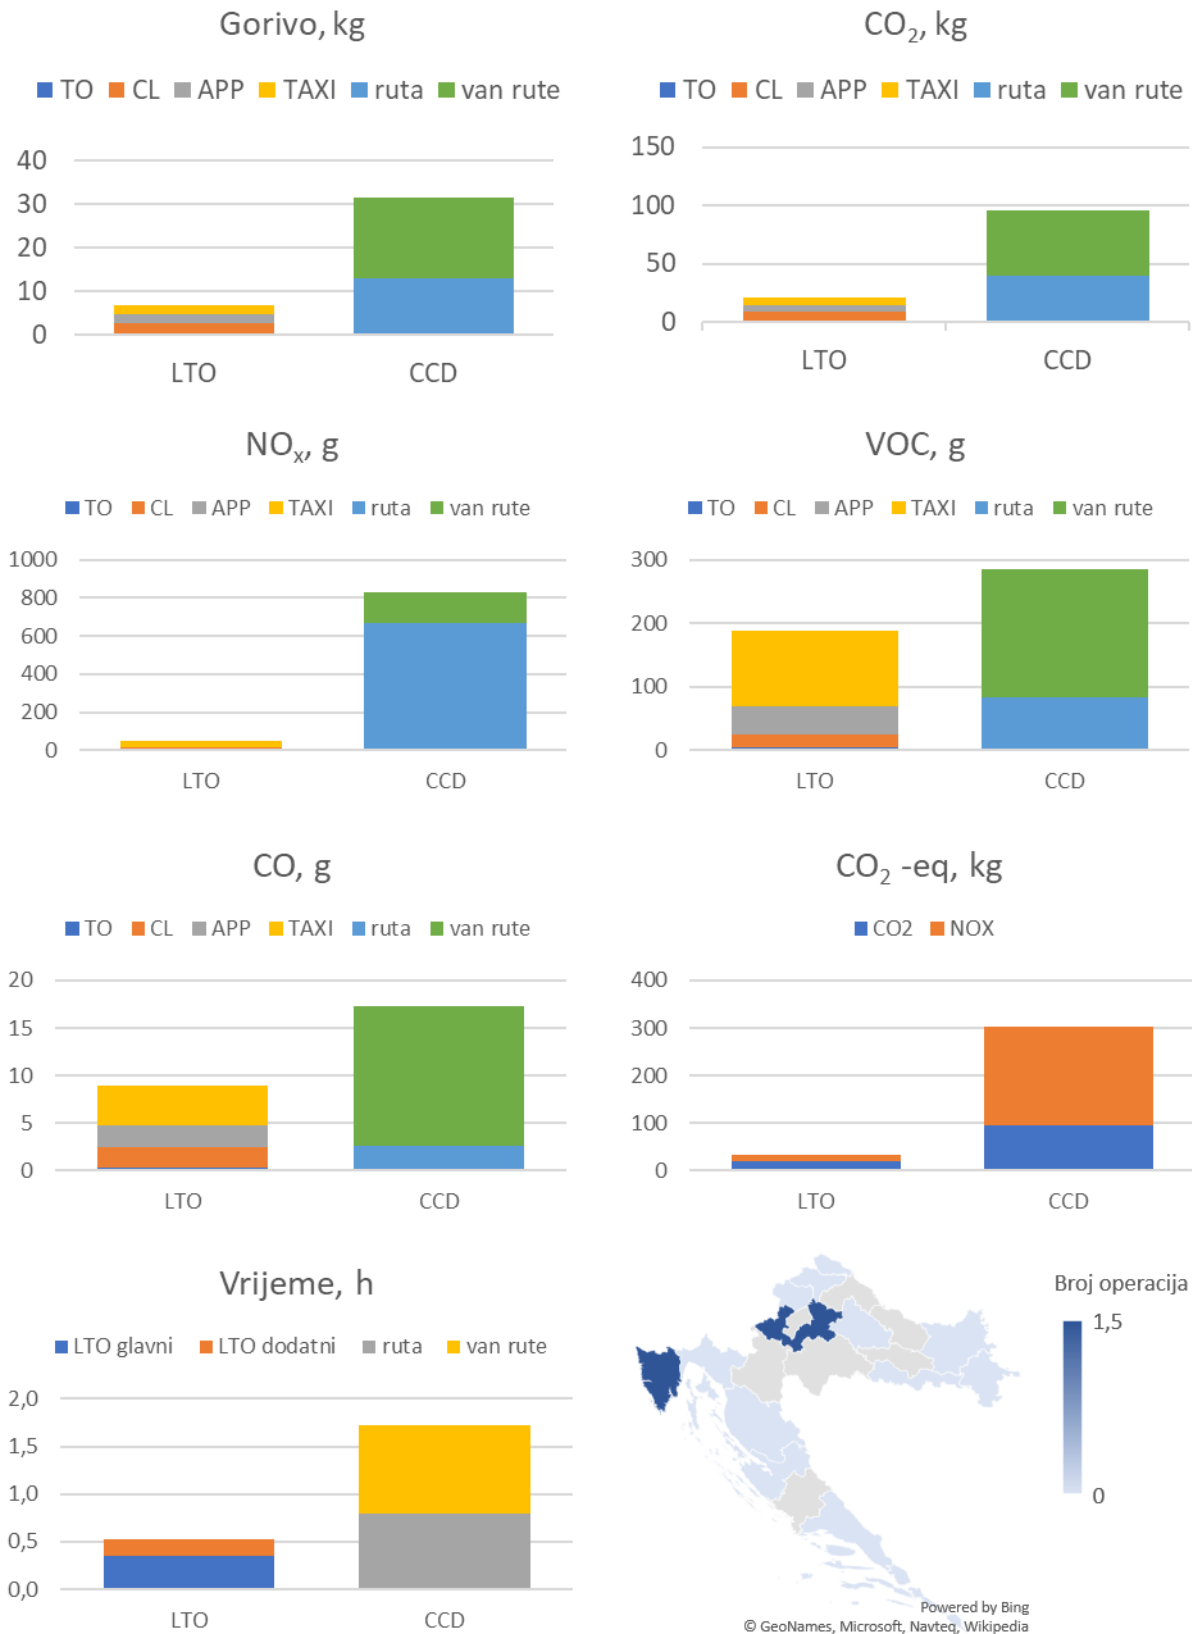 Gorivo, kg
TO CL APP TAXI ruta van rute
40
30
20
10
0
LTO CCD
CO₂, kg
TO CL APP TAXI ruta van rute
150
100
50
0
LTO CCD
NOₓ, g
TO CL APP TAXI ruta van rute
1000
800
600
400
200
0
LTO CCD
VOC, g
TO CL APP TAXI ruta van rute
300
200
100
0
LTO CCD
CO, g
TO CL APP TAXI ruta van rute
20
15
10
5
0
LTO CCD
CO₂ -eq, kg
CO2 NOX
400
300
200
100
0
LTO CCD
Vrijeme, h
LTO glavni LTO dodatni ruta van rute
2,0
1,5
1,0
0,5
0,0
LTO CCD
Broj operacija
1,5
0
Powered by Bing
© GeoNames, Microsoft, Navteq, Wikipedia